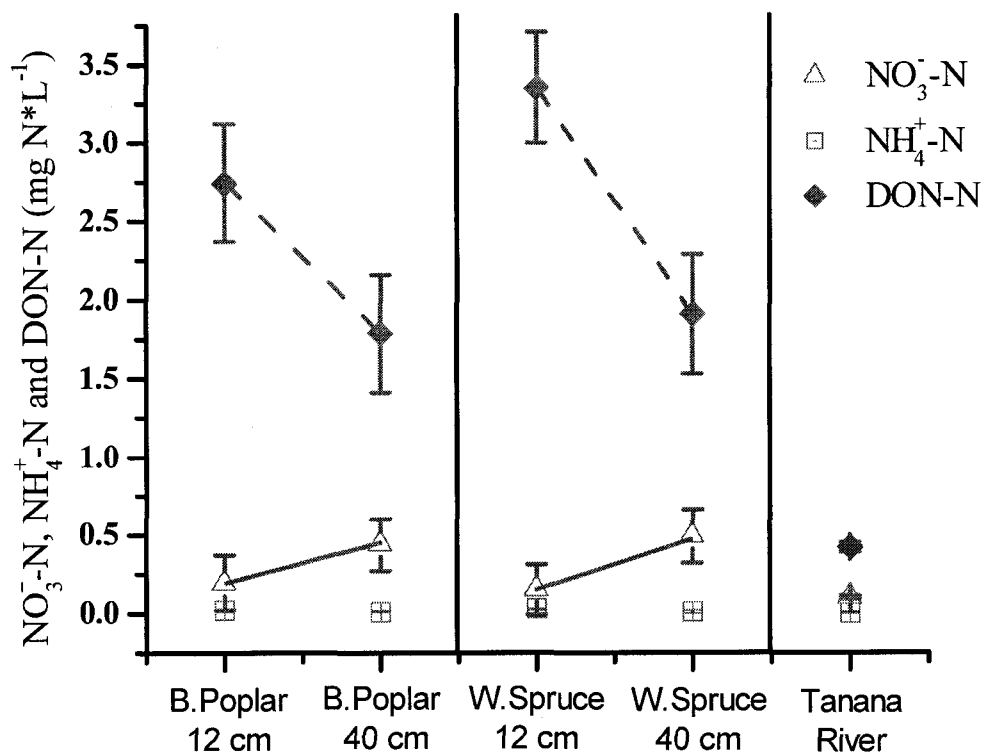 NO₃⁻-N, NH₄⁺-N and DON-N (mg N*L⁻¹)
3.5
3.0
2.5
2.0
1.5
1.0
0.5
0.0
NO₃⁻-N
NH₄⁺-N
DON-N
B.Poplar
12 cm
B.Poplar
40 cm
W.Spruce
12 cm
W.Spruce
40 cm
Tanana
River